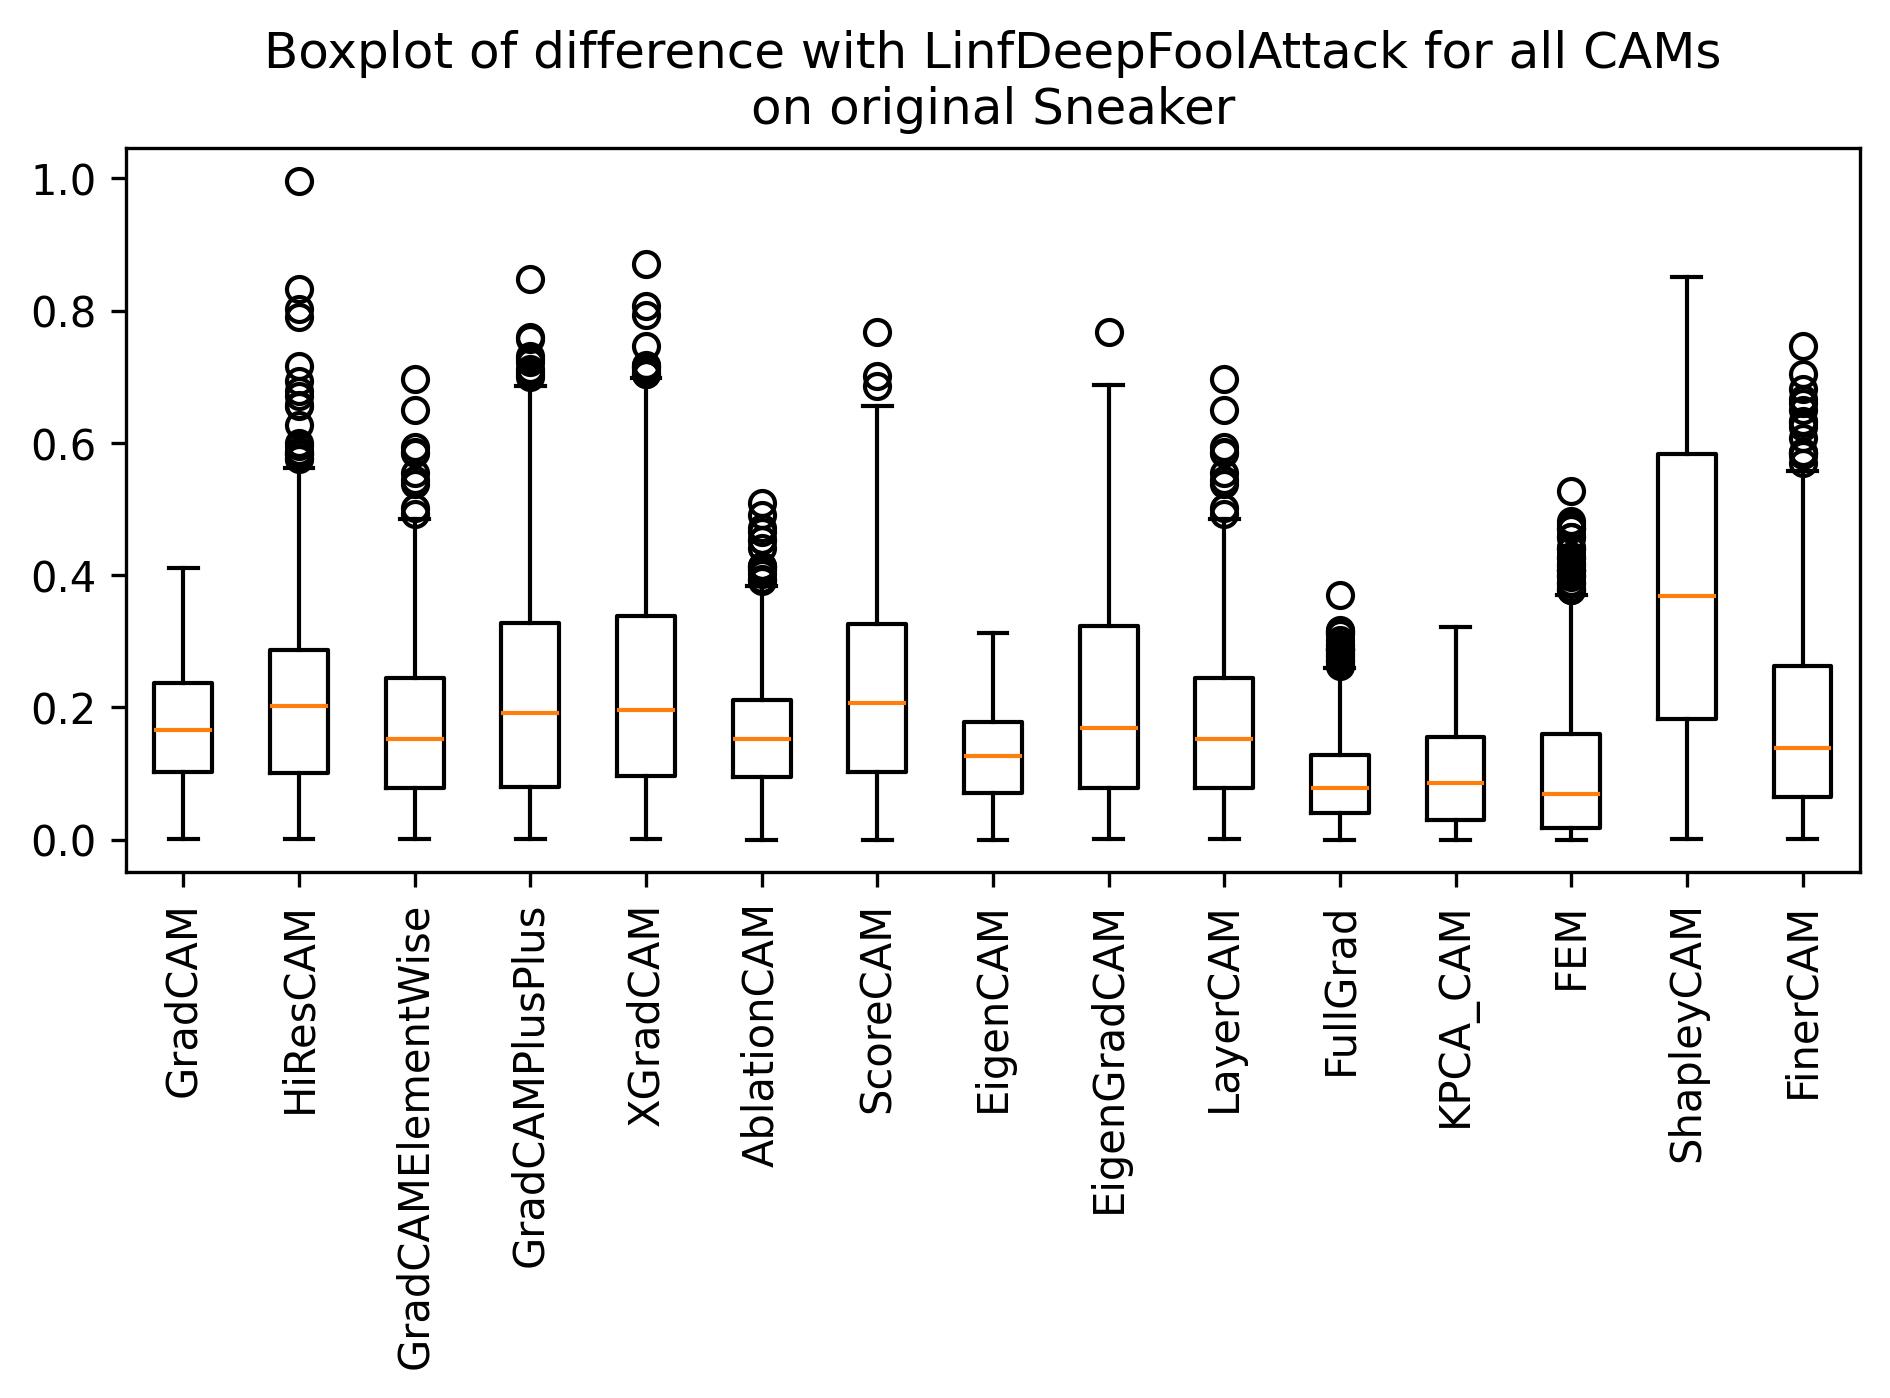 Boxplot of difference with LinfDeepFoolAttack for all CAMs
on original Sneaker
1.0
0.8
0.6
0.4
0.2
0.0
GradCAM
HiResCAM
GradCAMElementWise
GradCAMPlusPlus
XGradCAM
AblationCAM
ScoreCAM
EigenCAM
EigenGradCAM
LayerCAM
FullGrad
KPCA_CAM
FEM
ShapleyCAM
FinerCAM